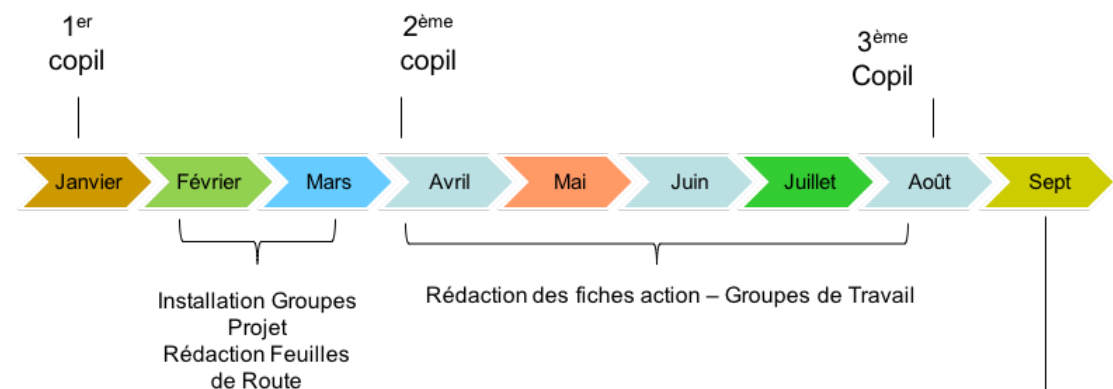 1er
copil
2ème
copil
3ème
Copil
Janvier
Février
Mars
Avril
Mai
Juin
Juillet
Août
Sept
Installation Groupes
Projet
Rédaction Feuilles
de Route
Rédaction des fiches action – Groupes de Travail